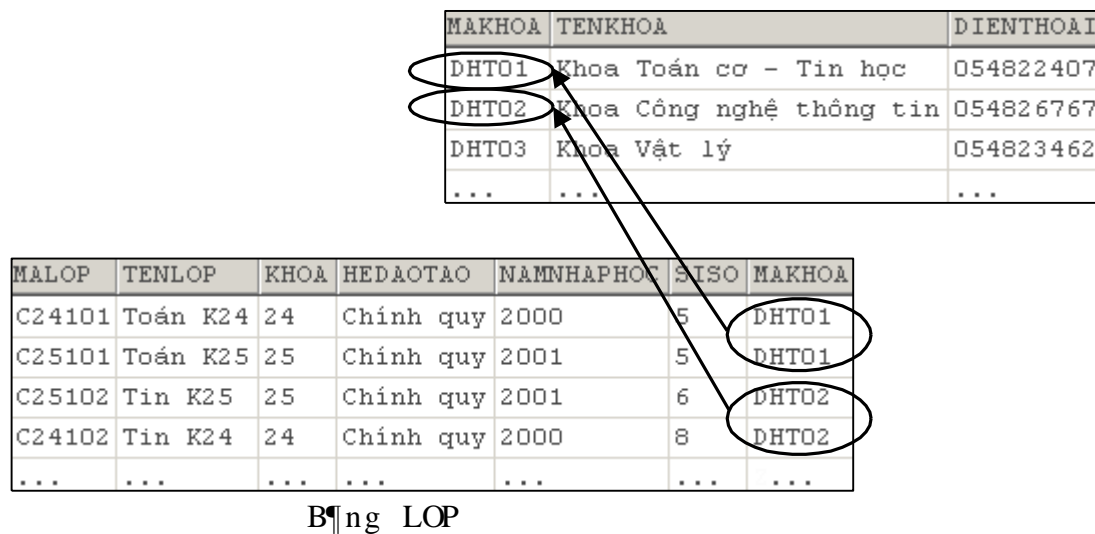 MAKHOA TENKHOA DIENTHOAI
DHT01 Khoa Toán cơ - Tin học 054822407
DHT02 Khoa Công nghệ thông tin 054826767
DHT03 Khoa Vật lý 054823462
... ... ...
MALOP TENLOP KHOA HEDAOTAO NAMNHAPHOC SISO MAKHOA
C24101 Toán K24 24 Chính quy 2000 5 DHT01
C25101 Toán K25 25 Chính quy 2001 5 DHT01
C25102 Tin K25 25 Chính quy 2001 6 DHT02
C24102 Tin K24 24 Chính quy 2000 8 DHT02
... ... ... ... ... ... ...
B¶ng LOP